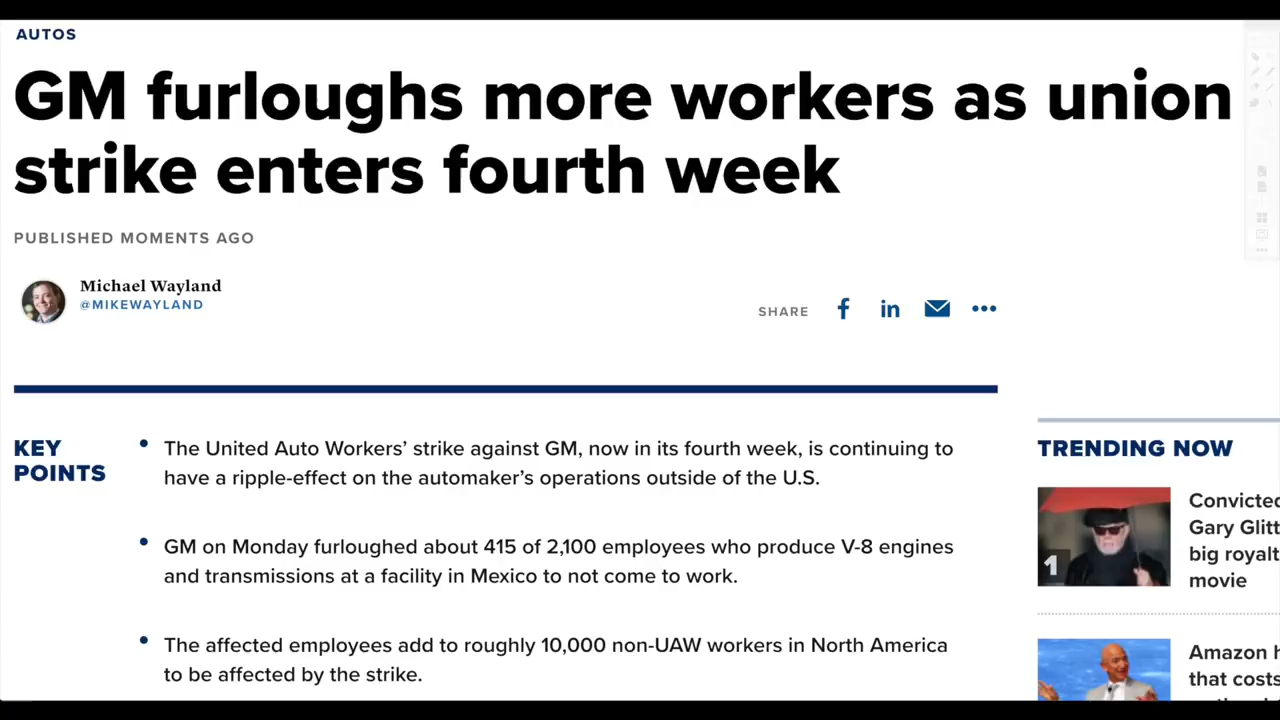 AUTOS
GM furloughs more workers as union
strike enters fourth week
PUBLISHED MOMENTS AGO
Michael Wayland
@MIKEWAYLAND
SHARE
KEY
POINTS
• The United Auto Workers’ strike against GM, now in its fourth week, is continuing to
have a ripple-effect on the automaker’s operations outside of the U.S.
• GM on Monday furloughed about 415 of 2,100 employees who produce V-8 engines
and transmissions at a facility in Mexico to not come to work.
• The affected employees add to roughly 10,000 non-UAW workers in North America
to be affected by the strike.
TRENDING NOW
1
Convicted
Gary Glitt
big royalt
movie
Amazon h
that costs